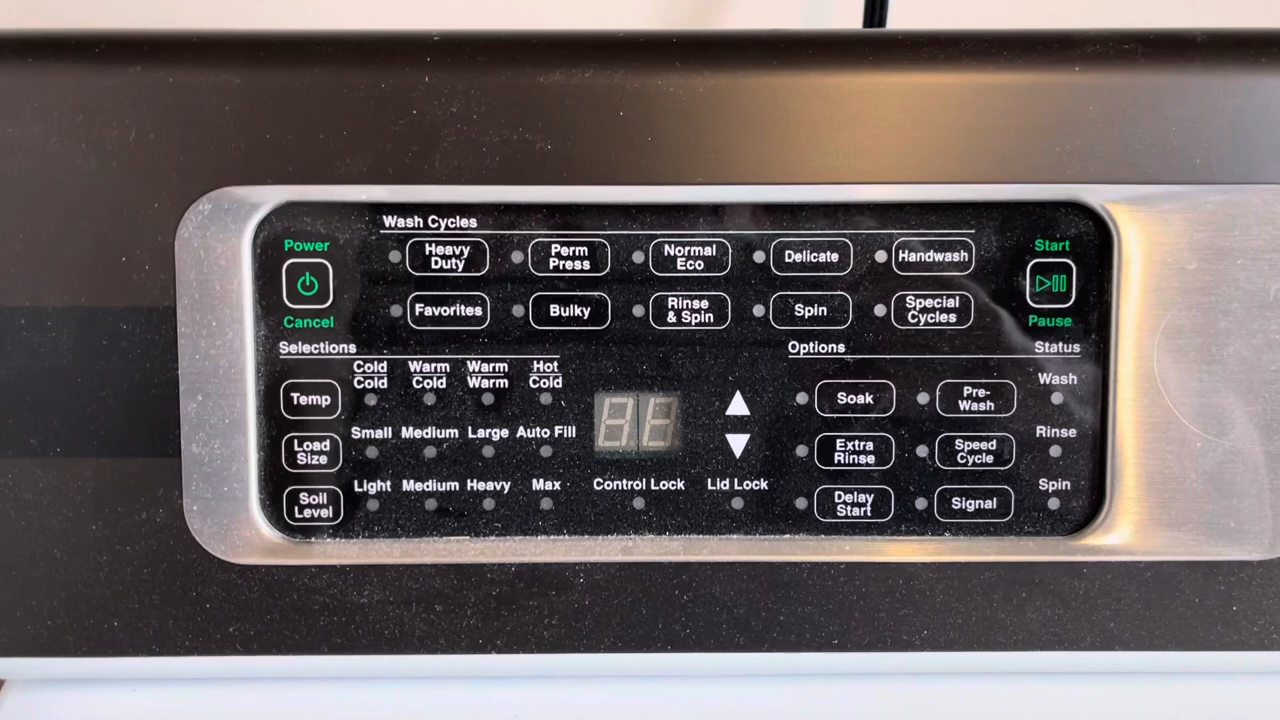 Wash Cycles
Power
Heavy
Duty
Perm
Press
Normal
Eco
Delicate
Handwash
Start
Cancel
Favorites
Bulky
Rinse
& Spin
Spin
Special
Cycles
Pause
Selections
Options
Status
Cold
Cold
Warm
Cold
Warm
Warm
Hot
Cold
Temp
Soak
Pre-
Wash
Wash
Small
Medium
Large
Auto Fill
Load
Size
Extra
Rinse
Speed
Cycle
Rinse
Light
Medium
Heavy
Max
Control Lock
Lid Lock
Soil
Level
Delay
Start
Signal
Spin